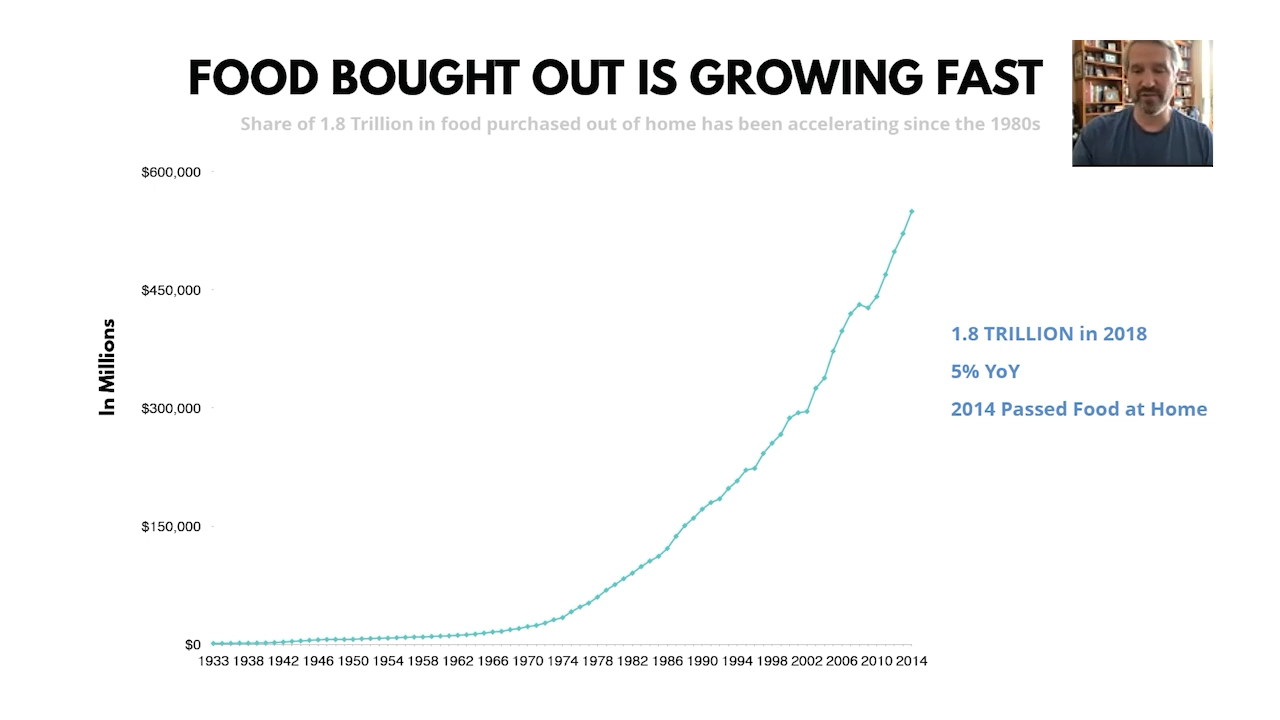 FOOD BOUGHT OUT IS GROWING FAST
Share of 1.8 Trillion in food purchased out of home has been accelerating since the 1980s
$600,000
$450,000
$300,000
$150,000
$0
In Millions
1933 1938 1942 1946 1950 1954 1958 1962 1966 1970 1974 1978 1982 1986 1990 1994 1998 2002 2006 2010 2014
1.8 TRILLION in 2018
5% YoY
2014 Passed Food at Home